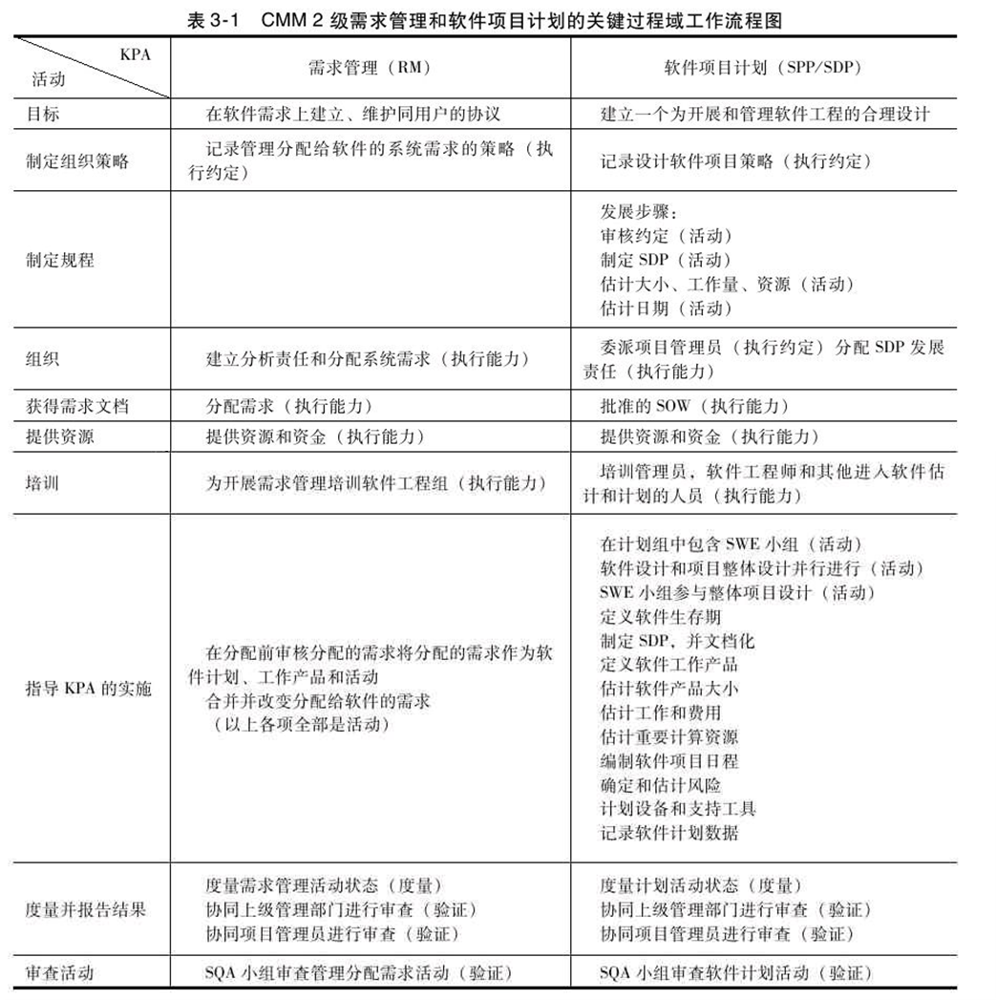 表 3-1 CMM 2 级需求管理和软件项目计划的关键过程域工作流程图
KPA
活动
需求管理（RM）
软件项目计划（SPP/SDP）
目标
在软件需求上建立、维护同用户的协议
建立一个为开展和管理软件工程的合理设计
制定组织策略
记录管理分配给软件的系统需求的策略（执
行约定）
记录设计软件项目策略（执行约定）
制定规程
发展步骤：
审核约定（活动）
制定 SDP（活动）
估计大小、工作量、资源（活动）
估计日期（活动）
组织
建立分析责任和分配系统需求（执行能力）
委派项目管理员（执行约定）分配 SDP 发展
责任（执行能力）
获得需求文档
分配需求（执行能力）
批准的 SOW（执行能力）
提供资源
提供资源和资金（执行能力）
提供资源和资金（执行能力）
培训
为开展需求管理培训软件工程组（执行能力）
培训管理员，软件工程师和其他进入软件估
计和计划的人员（执行能力）
指导 KPA 的实施
在分配前审核分配的需求将分配的需求作为软
件计划、工作产品和活动
合并并改变分配给软件的需求
（以上各项全部是活动）
在计划组中包含 SWE 小组（活动）
软件设计和项目整体设计并行进行（活动）
SWE 小组参与整体项目设计（活动）
定义软件生存期
制定 SDP，并文档化
定义软件工作产品
估计软件产品大小
估计工作和费用
估计重要计算资源
编制软件项目日程
确定和估计风险
计划设备和支持工具
记录软件计划数据
度量并报告结果
度量需求管理活动状态（度量）
协同上级管理部门进行审查（验证）
协同项目管理员进行审查（验证）
度量计划活动状态（度量）
协同上级管理部门进行审查（验证）
协同项目管理员进行审查（验证）
审查活动
SQA 小组审查管理分配需求活动（验证）
SQA 小组审查软件计划活动（验证）